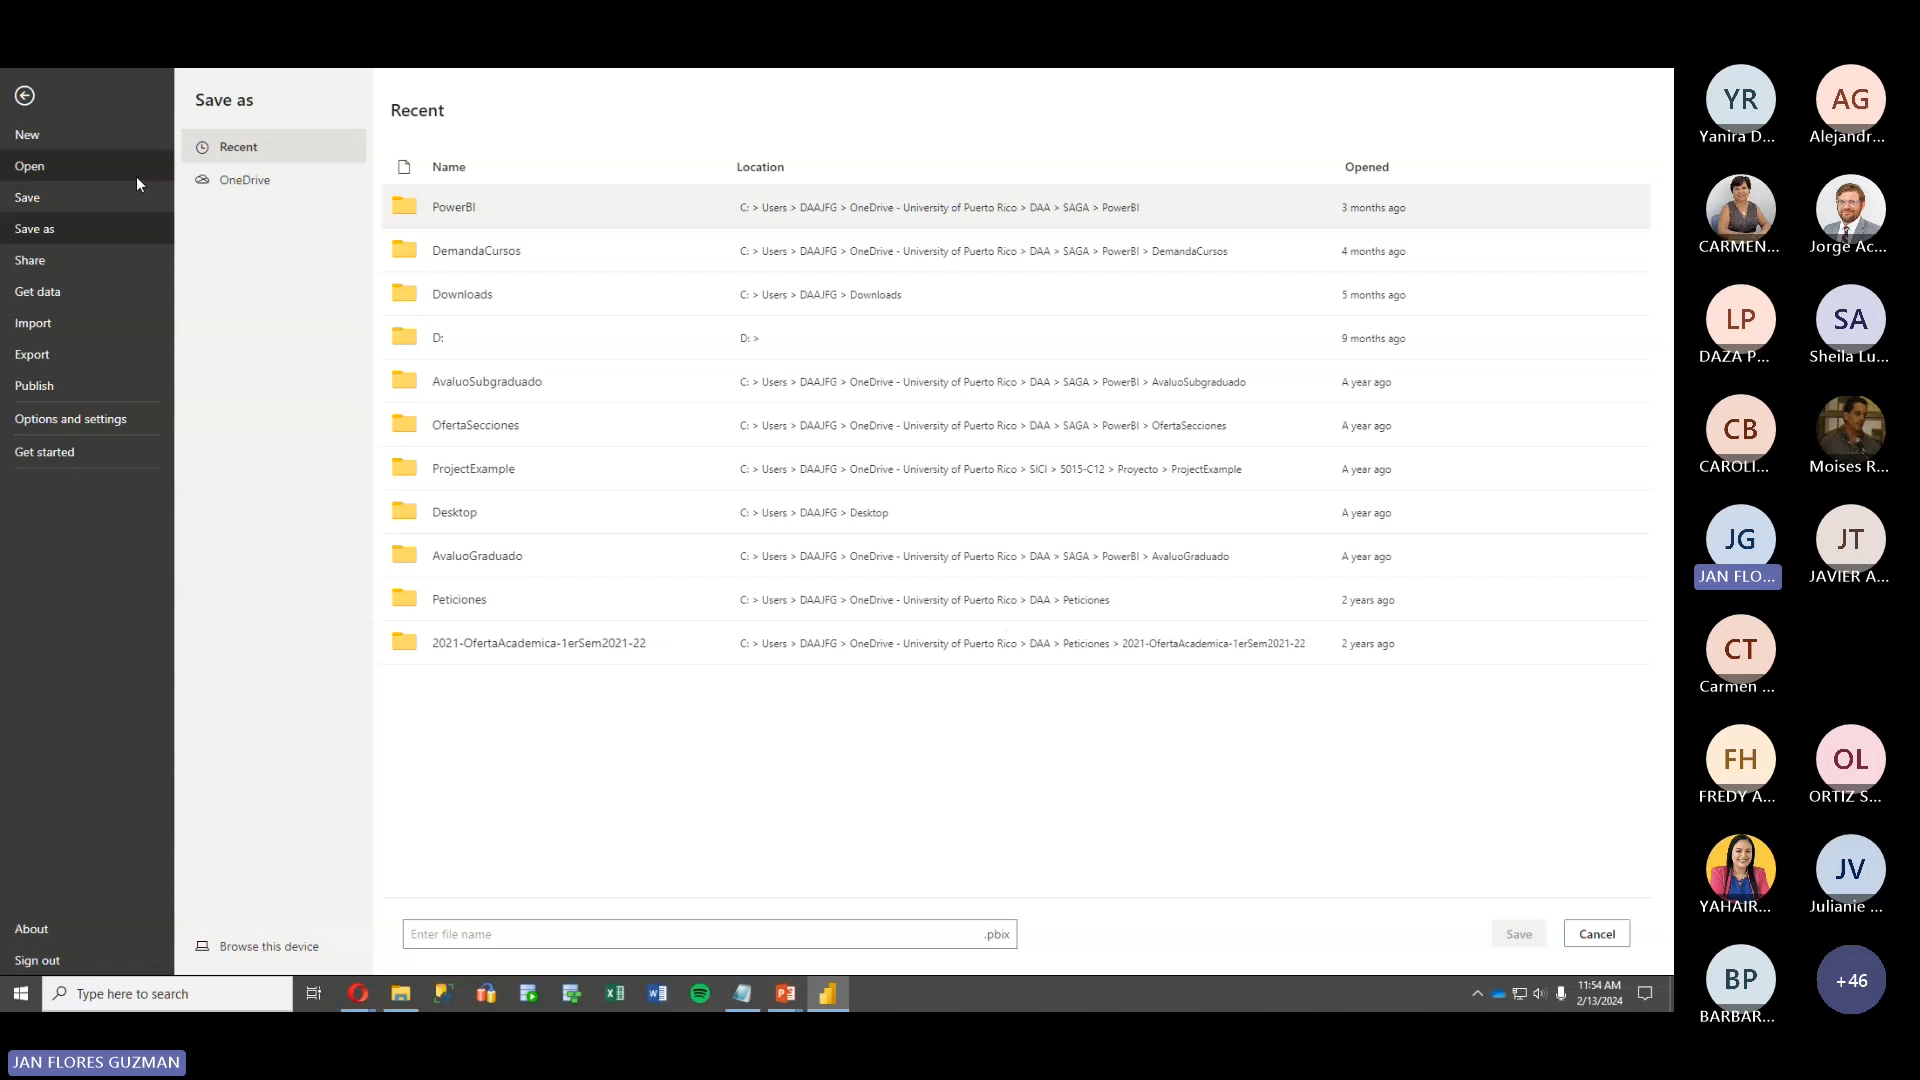 New
Open
Save
Save as
Share
Get data
Import
Export
Publish
Options and settings
Get started
About
Sign out
Save as
Recent
OneDrive
Browse this device
Recent
Name Location Opened
PowerBI C: > Users > DAAJFG > OneDrive - University of Puerto Rico > DAA > SAGA > PowerBI 3 months ago
DemandaCursos C: > Users > DAAJFG > OneDrive - University of Puerto Rico > DAA > SAGA > PowerBI > DemandaCursos 4 months ago
Downloads C: > Users > DAAJFG > Downloads 5 months ago
D: D: > 9 months ago
AvaluoSubgraduado C: > Users > DAAJFG > OneDrive - University of Puerto Rico > DAA > SAGA > PowerBI > AvaluoSubgraduado A year ago
OfertaSecciones C: > Users > DAAJFG > OneDrive - University of Puerto Rico > DAA > SAGA > PowerBI > OfertaSecciones A year ago
ProjectExample C: > Users > DAAJFG > OneDrive - University of Puerto Rico > SICI > 5015-C12 > Proyecto > ProjectExample A year ago
Desktop C: > Users > DAAJFG > Desktop A year ago
AvaluoGraduado C: > Users > DAAJFG > OneDrive - University of Puerto Rico > DAA > SAGA > PowerBI > AvaluoGraduado A year ago
Peticiones C: > Users > DAAJFG > OneDrive - University of Puerto Rico > DAA > Peticiones 2 years ago
2021-OfertaAcademica-1erSem2021-22 C: > Users > DAAJFG > OneDrive - University of Puerto Rico > DAA > Peticiones > 2021-OfertaAcademica-1erSem2021-22 2 years ago
Enter file name .pbix
Save Cancel
Type here to search
11:54 AM
2/13/2024
YR AG
Yanira D... Alejandr...
CARMEN... Jorge Ac...
LP SA
DAZA P... Sheila Lu...
CB
CAROLI... Moises R...
JG JT
JAN FLO... JAVIER A...
CT
Carmen ...
FH OL
FREDY A... ORTIZ S...
JV
YAHAIR... Julianie ...
BP +46
BARBAR...
JAN FLORES GUZMAN